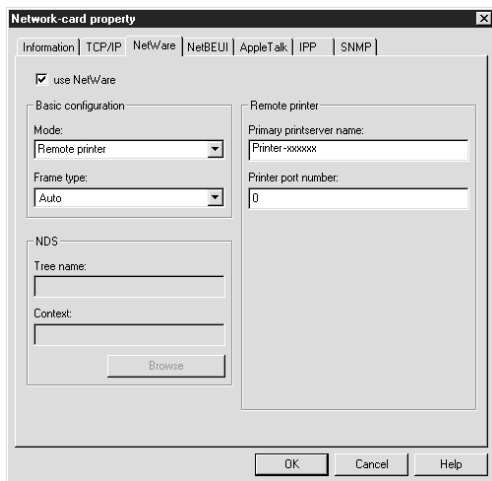 Network-card property
Information TCP/IP NetWare NetBEUI AppleTalk IPP SNMP
use NetWare
Basic configuration
Mode:
Remote printer
Frame type:
Auto
NDS
Tree name:
Context:
Browse
Remote printer
Primary printserver name:
Printer-xxxxxx
Printer port number:
0
OK Cancel Help